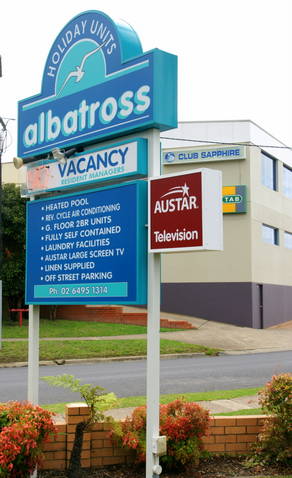 HOLIDAY UNITS
albatross
VACANCY
RESIDENT MANAGERS
• HEATED POOL
• REV. CYCLE AIR CONDITIONING
• G. FLOOR 2BR UNITS
• FULLY SELF CONTAINED
• LAUNDRY FACILITIES
• AUSTAR LARGE SCREEN TV
• LINEN SUPPLIED
• OFF STREET PARKING
Ph 02 6495 1314
AUSTAR
Television
CLUB SAPPHIRE
TAB